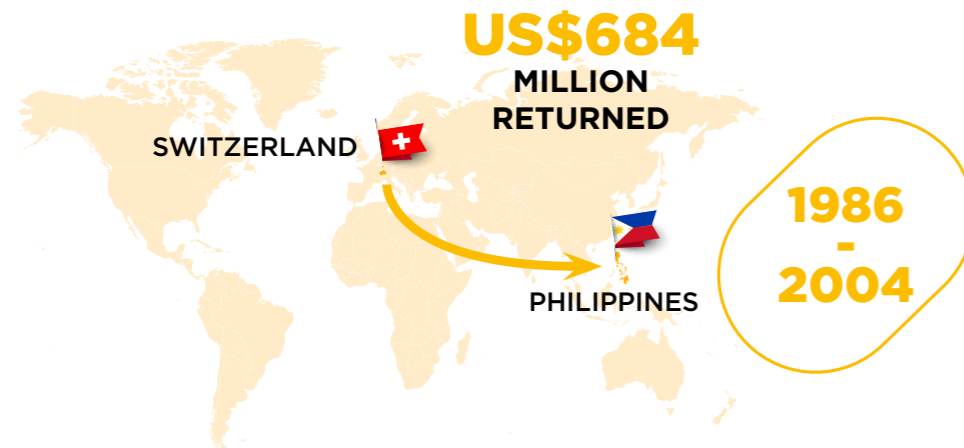 US$684
MILLION
RETURNED
SWITZERLAND
PHILIPPINES
1986
-
2004